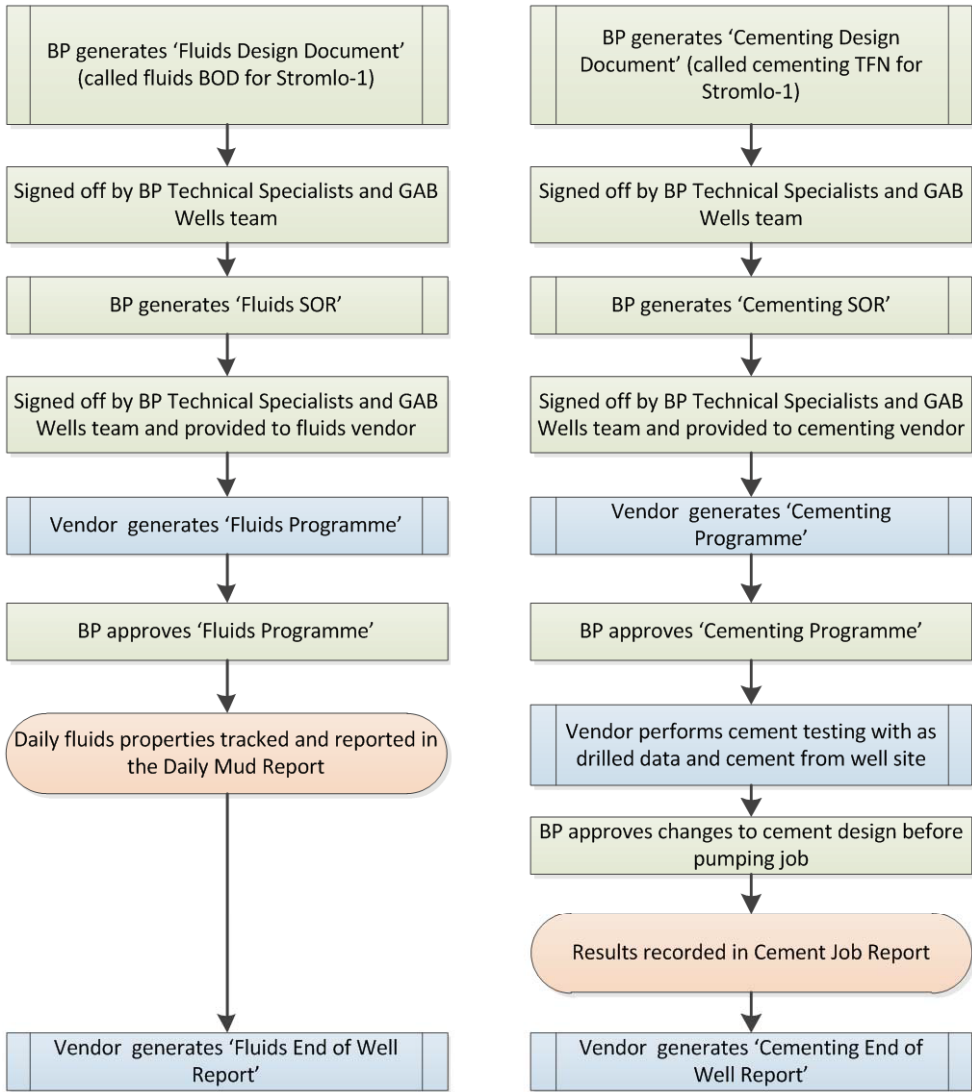 BP generates ‘Fluids Design Document’
(called fluids BOD for Stromlo-1)
Signed off by BP Technical Specialists and GAB
Wells team
BP generates ‘Fluids SOR’
Signed off by BP Technical Specialists and GAB
Wells team and provided to fluids vendor
Vendor generates ‘Fluids Programme’
BP approves ‘Fluids Programme’
Daily fluids properties tracked and reported in
the Daily Mud Report
Vendor generates ‘Fluids End of Well
Report’
BP generates ‘Cementing Design
Document’ (called cementing TFN for
Stromlo-1)
Signed off by BP Technical Specialists and GAB
Wells team
BP generates ‘Cementing SOR’
Signed off by BP Technical Specialists and GAB
Wells team and provided to cementing vendor
Vendor generates ‘Cementing
Programme’
BP approves ‘Cementing Programme’
Vendor performs cement testing with as
drilled data and cement from well site
BP approves changes to cement design before
pumping job
Results recorded in Cement Job Report
Vendor generates ‘Cementing End of
Well Report’